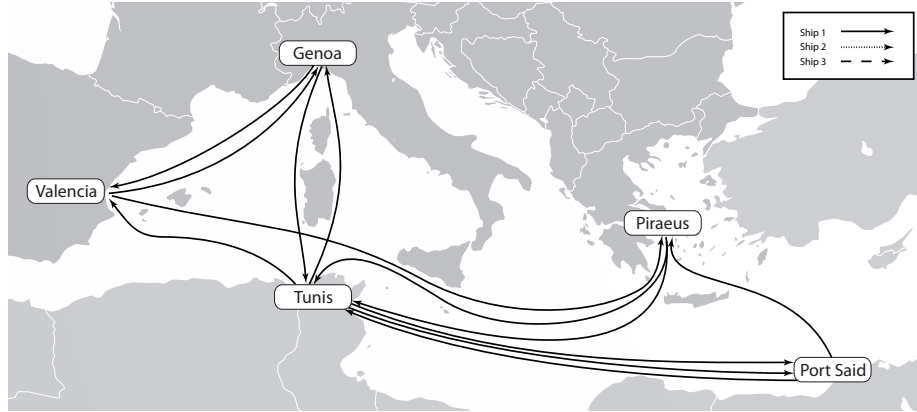 Genoa
Ship 1
Ship 2
Ship 3
Valencia
Piraeus
Tunis
Port Said